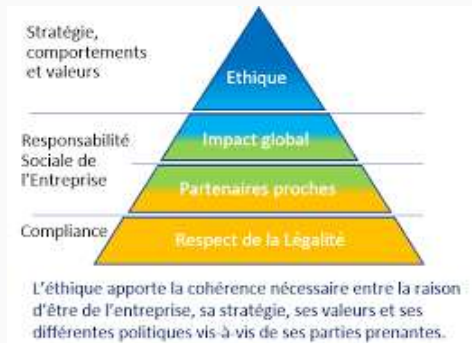 Stratégie,
comportements
et valeurs
Ethique
Responsabilité
Sociale de
l'Entreprise
Impact global
Partenaires proches
Compliance
Respect de la Légalité
L'éthique apporte la cohérence nécessaire entre la raison
d'être de l'entreprise, sa stratégie, ses valeurs et ses
différentes politiques vis-à-vis de ses parties prenantes.